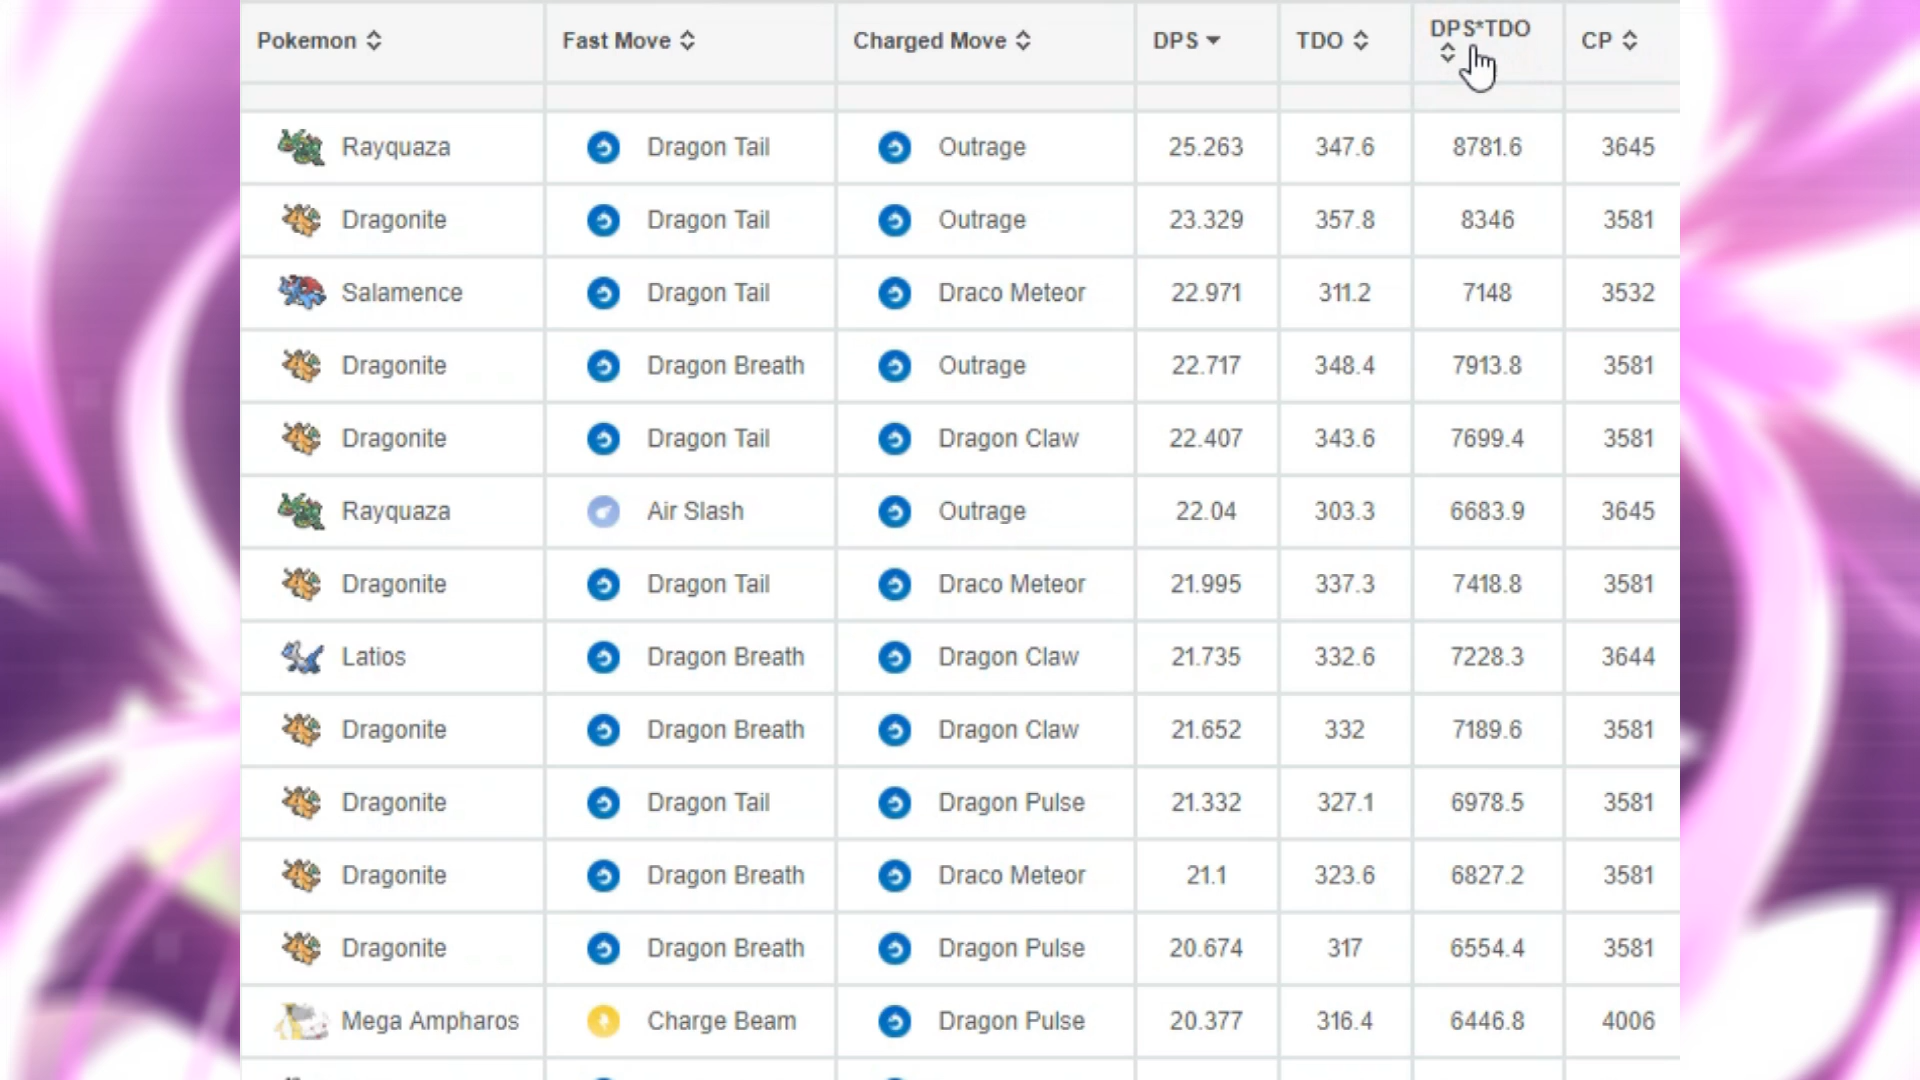 Pokemon Fast Move Charged Move DPS TDO DPS*TDO CP
Rayquaza Dragon Tail Outrage 25.263 347.6 8781.6 3645
Dragonite Dragon Tail Outrage 23.329 357.8 8346 3581
Salamence Dragon Tail Draco Meteor 22.971 311.2 7148 3532
Dragonite Dragon Breath Outrage 22.717 348.4 7913.8 3581
Dragonite Dragon Tail Dragon Claw 22.407 343.6 7699.4 3581
Rayquaza Air Slash Outrage 22.04 303.3 6683.9 3645
Dragonite Dragon Tail Draco Meteor 21.995 337.3 7418.8 3581
Latios Dragon Breath Dragon Claw 21.735 332.6 7228.3 3644
Dragonite Dragon Breath Dragon Claw 21.652 332 7189.6 3581
Dragonite Dragon Tail Dragon Pulse 21.332 327.1 6978.5 3581
Dragonite Dragon Breath Draco Meteor 21.1 323.6 6827.2 3581
Dragonite Dragon Breath Dragon Pulse 20.674 317 6554.4 3581
Mega Ampharos Charge Beam Dragon Pulse 20.377 316.4 6446.8 4006